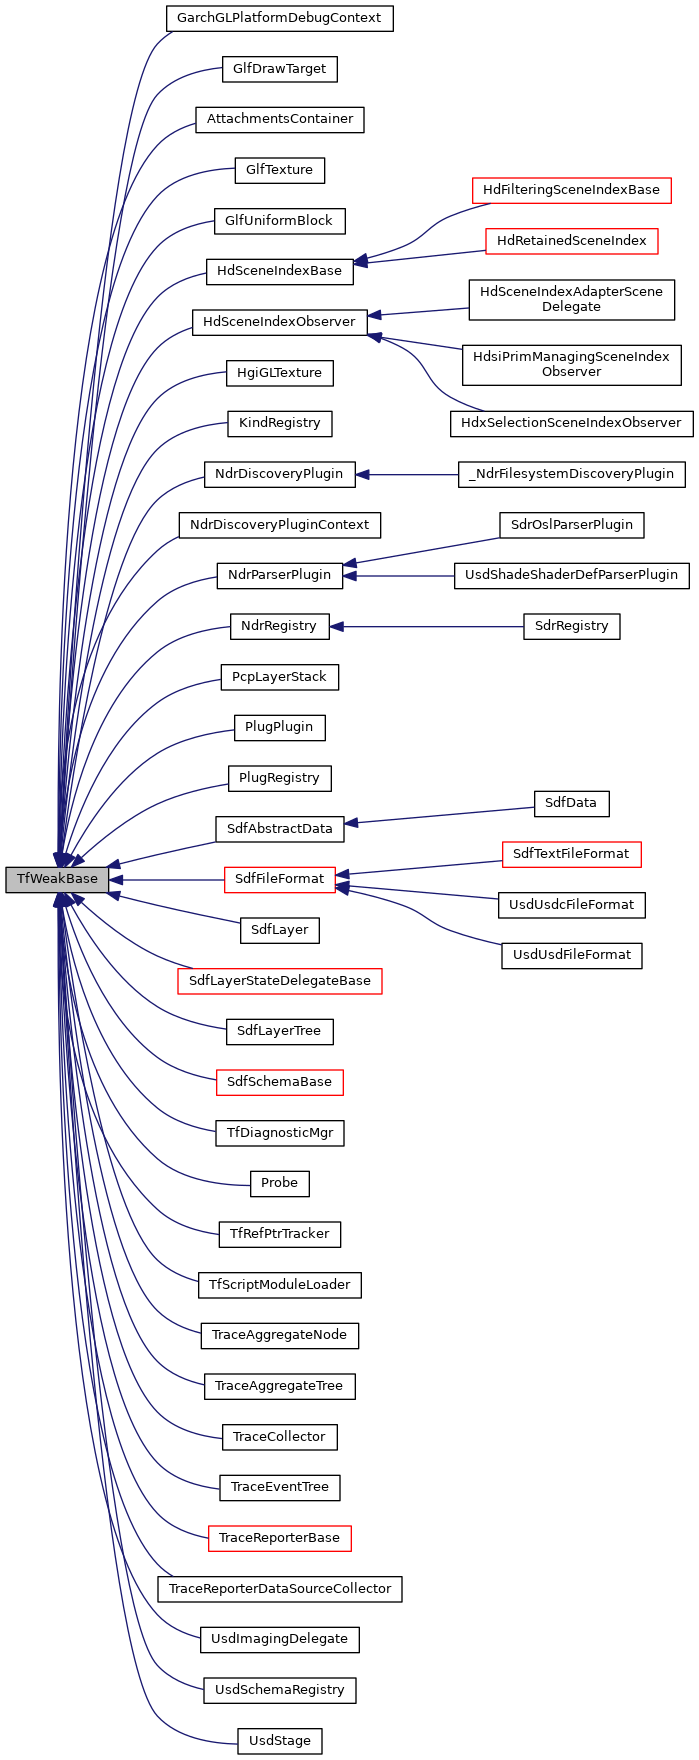 GarchGLPlatformDebugContext
GlfDrawTarget
AttachmentsContainer
GlfTexture
HdFilteringSceneIndexBase
GlfUniformBlock
HdRetainedSceneIndex
HdSceneIndexBase
HdSceneIndexAdapterScene
Delegate
HdSceneIndexObserver
HdsiPrimManagingSceneIndex
Observer
HgiGLTexture
KindRegistry
HdxSelectionSceneIndexObserver
NdrDiscoveryPlugin
_NdrFilesystemDiscoveryPlugin
NdrDiscoveryPluginContext
SdrOslParserPlugin
NdrParserPlugin
UsdShadeShaderDefParserPlugin
NdrRegistry
SdrRegistry
PcpLayerStack
PlugPlugin
PlugRegistry
SdfData
SdfAbstractData
SdfTextFileFormat
TfWeakBase
SdfFileFormat
UsdUsdcFileFormat
SdfLayer
UsdUsdFileFormat
SdfLayerStateDelegateBase
SdfLayerTree
SdfSchemaBase
TfDiagnosticMgr
Probe
TfRefPtrTracker
TfScriptModuleLoader
TraceAggregateNode
TraceAggregateTree
TraceCollector
TraceEventTree
TraceReporterBase
TraceReporterDataSourceCollector
UsdImagingDelegate
UsdSchemaRegistry
UsdStage